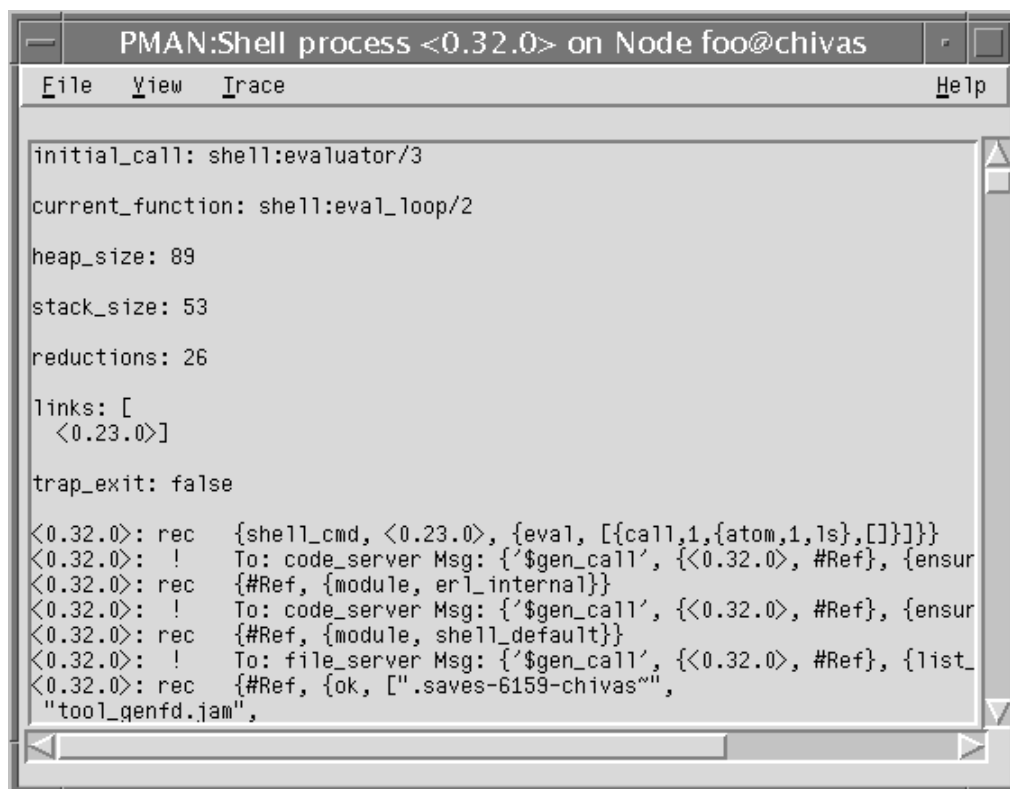 PMAN:Shell process <0.32.0> on Node foo@chivas
File View Trace Help
initial_call: shell:evaluator/3
current_function: shell:eval_loop/2
heap_size: 89
stack_size: 53
reductions: 26
links: [
<0.23.0>]
trap_exit: false
<0.32.0>: rec {shell_cmd, <0.23.0>, {eval, [{call,1,{atom,1,ls},[]}]}}
<0.32.0>: ! To: code_server Msg: {'$gen_call', {<0.32.0>, #Ref}, {ensur
<0.32.0>: rec {#Ref, {module, erl_internal}}
<0.32.0>: ! To: code_server Msg: {'$gen_call', {<0.32.0>, #Ref}, {ensur
<0.32.0>: rec {#Ref, {module, shell_default}}
<0.32.0>: ! To: file_server Msg: {'$gen_call', {<0.32.0>, #Ref}, {list_
<0.32.0>: rec {#Ref, {ok, [".saves-6159-chivas~",
"tool_genfd.jam",